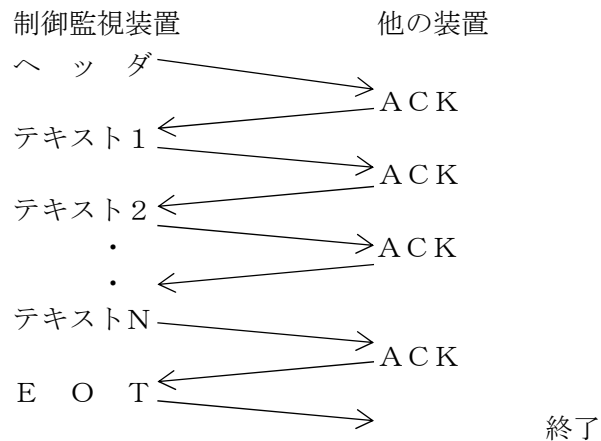 制御監視装置 他の装置
ヘ ッ ダ
ACK
テキスト1
ACK
テキスト2
・ ACK
・
テキストN
ACK
E O T
終了